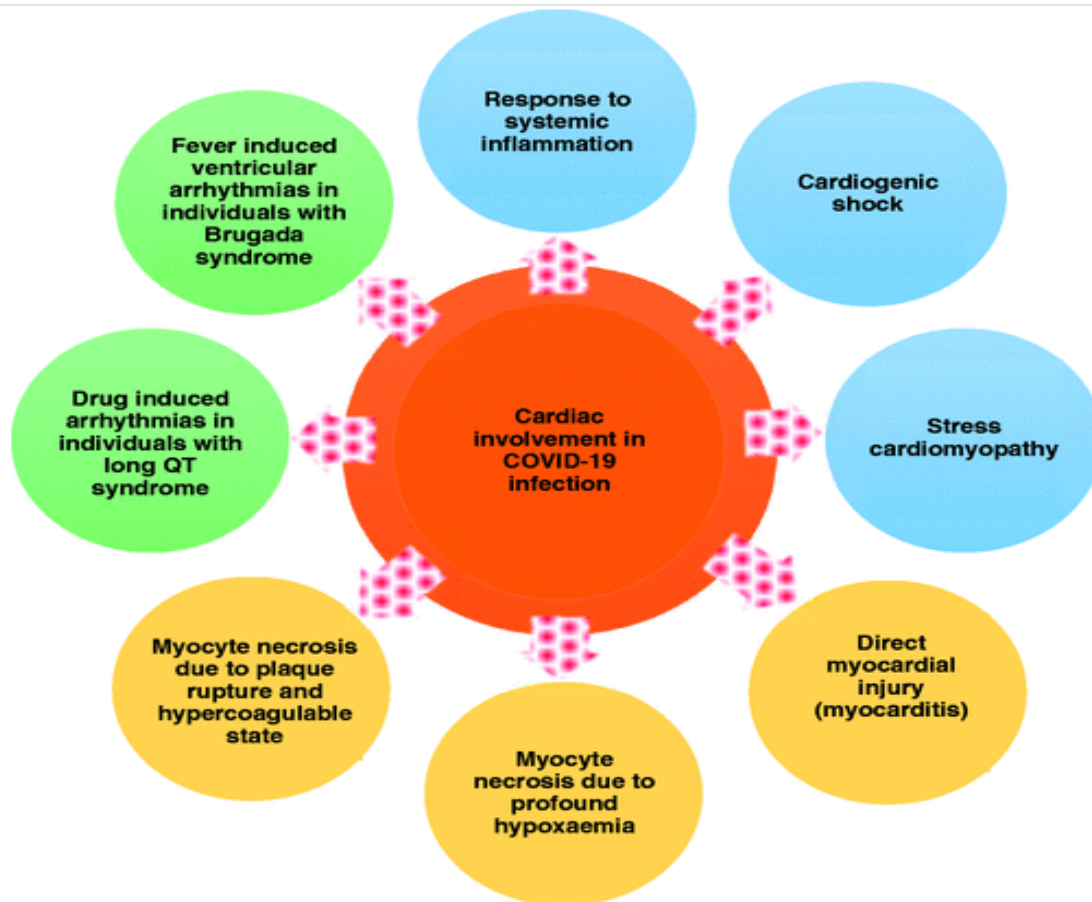 Response to
systemic
inflammation
Cardiogenic
shock
Stress
cardiomyopathy
Direct
myocardial
injury
(myocarditis)
Myocyte
necrosis due to
profound
hypoxaemia
Myocyte necrosis
due to plaque
rupture and
hypercoagulable
state
Drug induced
arrhythmias in
individuals with
long QT
syndrome
Fever induced
ventricular
arrhythmias in
individuals with
Brugada
syndrome
Cardiac
involvement in
COVID-19
infection